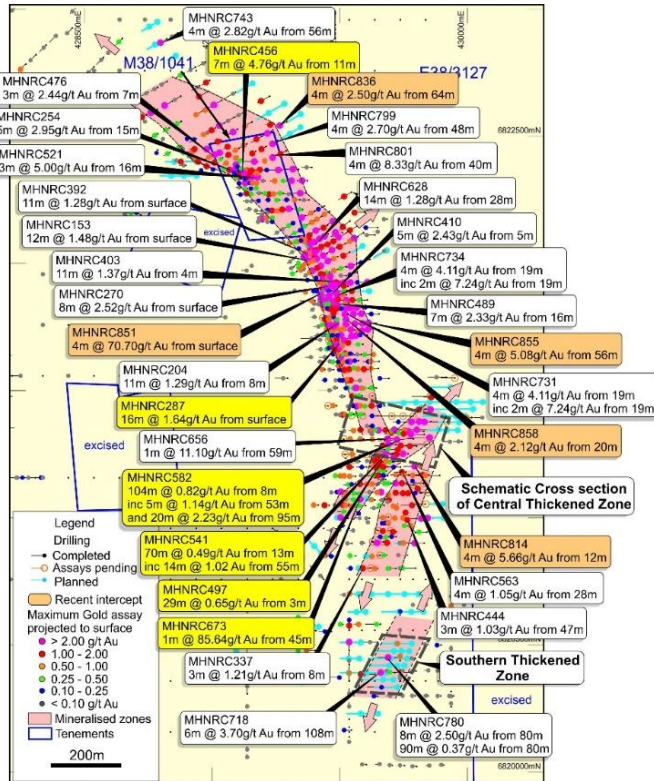 428500mE
430000mE
MHNRC743
4m @ 2.82g/t Au from 56m
MHNRC456
7m @ 4.76g/t Au from 11m
M38/1041
E38/3127
MHNRC476
3m @ 2.44g/t Au from 7m
MHNRC836
4m @ 2.50g/t Au from 64m
MHNRC254
5m @ 2.95g/t Au from 15m
MHNRC799
4m @ 2.70g/t Au from 48m
6822500mN
MHNRC521
3m @ 5.00g/t Au from 16m
MHNRC801
4m @ 8.33g/t Au from 40m
MHNRC392
11m @ 1.28g/t Au from surface
MHNRC628
14m @ 1.28g/t Au from 28m
MHNRC153
12m @ 1.48g/t Au from surface
excised
MHNRC410
5m @ 2.43g/t Au from 5m
MHNRC403
11m @ 1.37g/t Au from 4m
MHNRC734
4m @ 4.11g/t Au from 19m
inc 2m @ 7.24g/t Au from 19m
MHNRC270
8m @ 2.52g/t Au from surface
MHNRC489
7m @ 2.33g/t Au from 16m
MHNRC851
4m @ 70.70g/t Au from surface
MHNRC855
4m @ 5.08g/t Au from 56m
MHNRC204
11m @ 1.29g/t Au from 8m
MHNRC731
4m @ 4.11g/t Au from 19m
inc 2m @ 7.24g/t Au from 19m
MHNRC287
16m @ 1.64g/t Au from surface
excised
MHNRC656
1m @ 11.10g/t Au from 59m
MHNRC858
4m @ 2.12g/t Au from 20m
MHNRC582
104m @ 0.82g/t Au from 8m
inc 5m @ 1.14g/t Au from 53m
and 20m @ 2.23g/t Au from 95m
Schematic Cross section
of Central Thickened Zone
MHNRC541
70m @ 0.49g/t Au from 13m
inc 14m @ 1.02 Au from 55m
MHNRC814
4m @ 5.66g/t Au from 12m
MHNRC497
29m @ 0.65g/t Au from 3m
MHNRC563
4m @ 1.05g/t Au from 28m
MHNRC673
1m @ 85.64g/t Au from 45m
MHNRC444
3m @ 1.03g/t Au from 47m
MHNRC337
3m @ 1.21g/t Au from 8m
Southern Thickened
Zone
excised
MHNRC718
6m @ 3.70g/t Au from 108m
MHNRC780
8m @ 2.50g/t Au from 80m
90m @ 0.37g/t Au from 80m
6820000mN
Legend
Drilling
Completed
Assays pending
Planned
Recent intercept
Maximum Gold assay
projected to surface
> 2.00 g/t Au
1.00 - 2.00
0.50 - 1.00
0.25 - 0.50
0.10 - 0.25
< 0.10 g/t Au
Mineralised zones
Tenements
200m